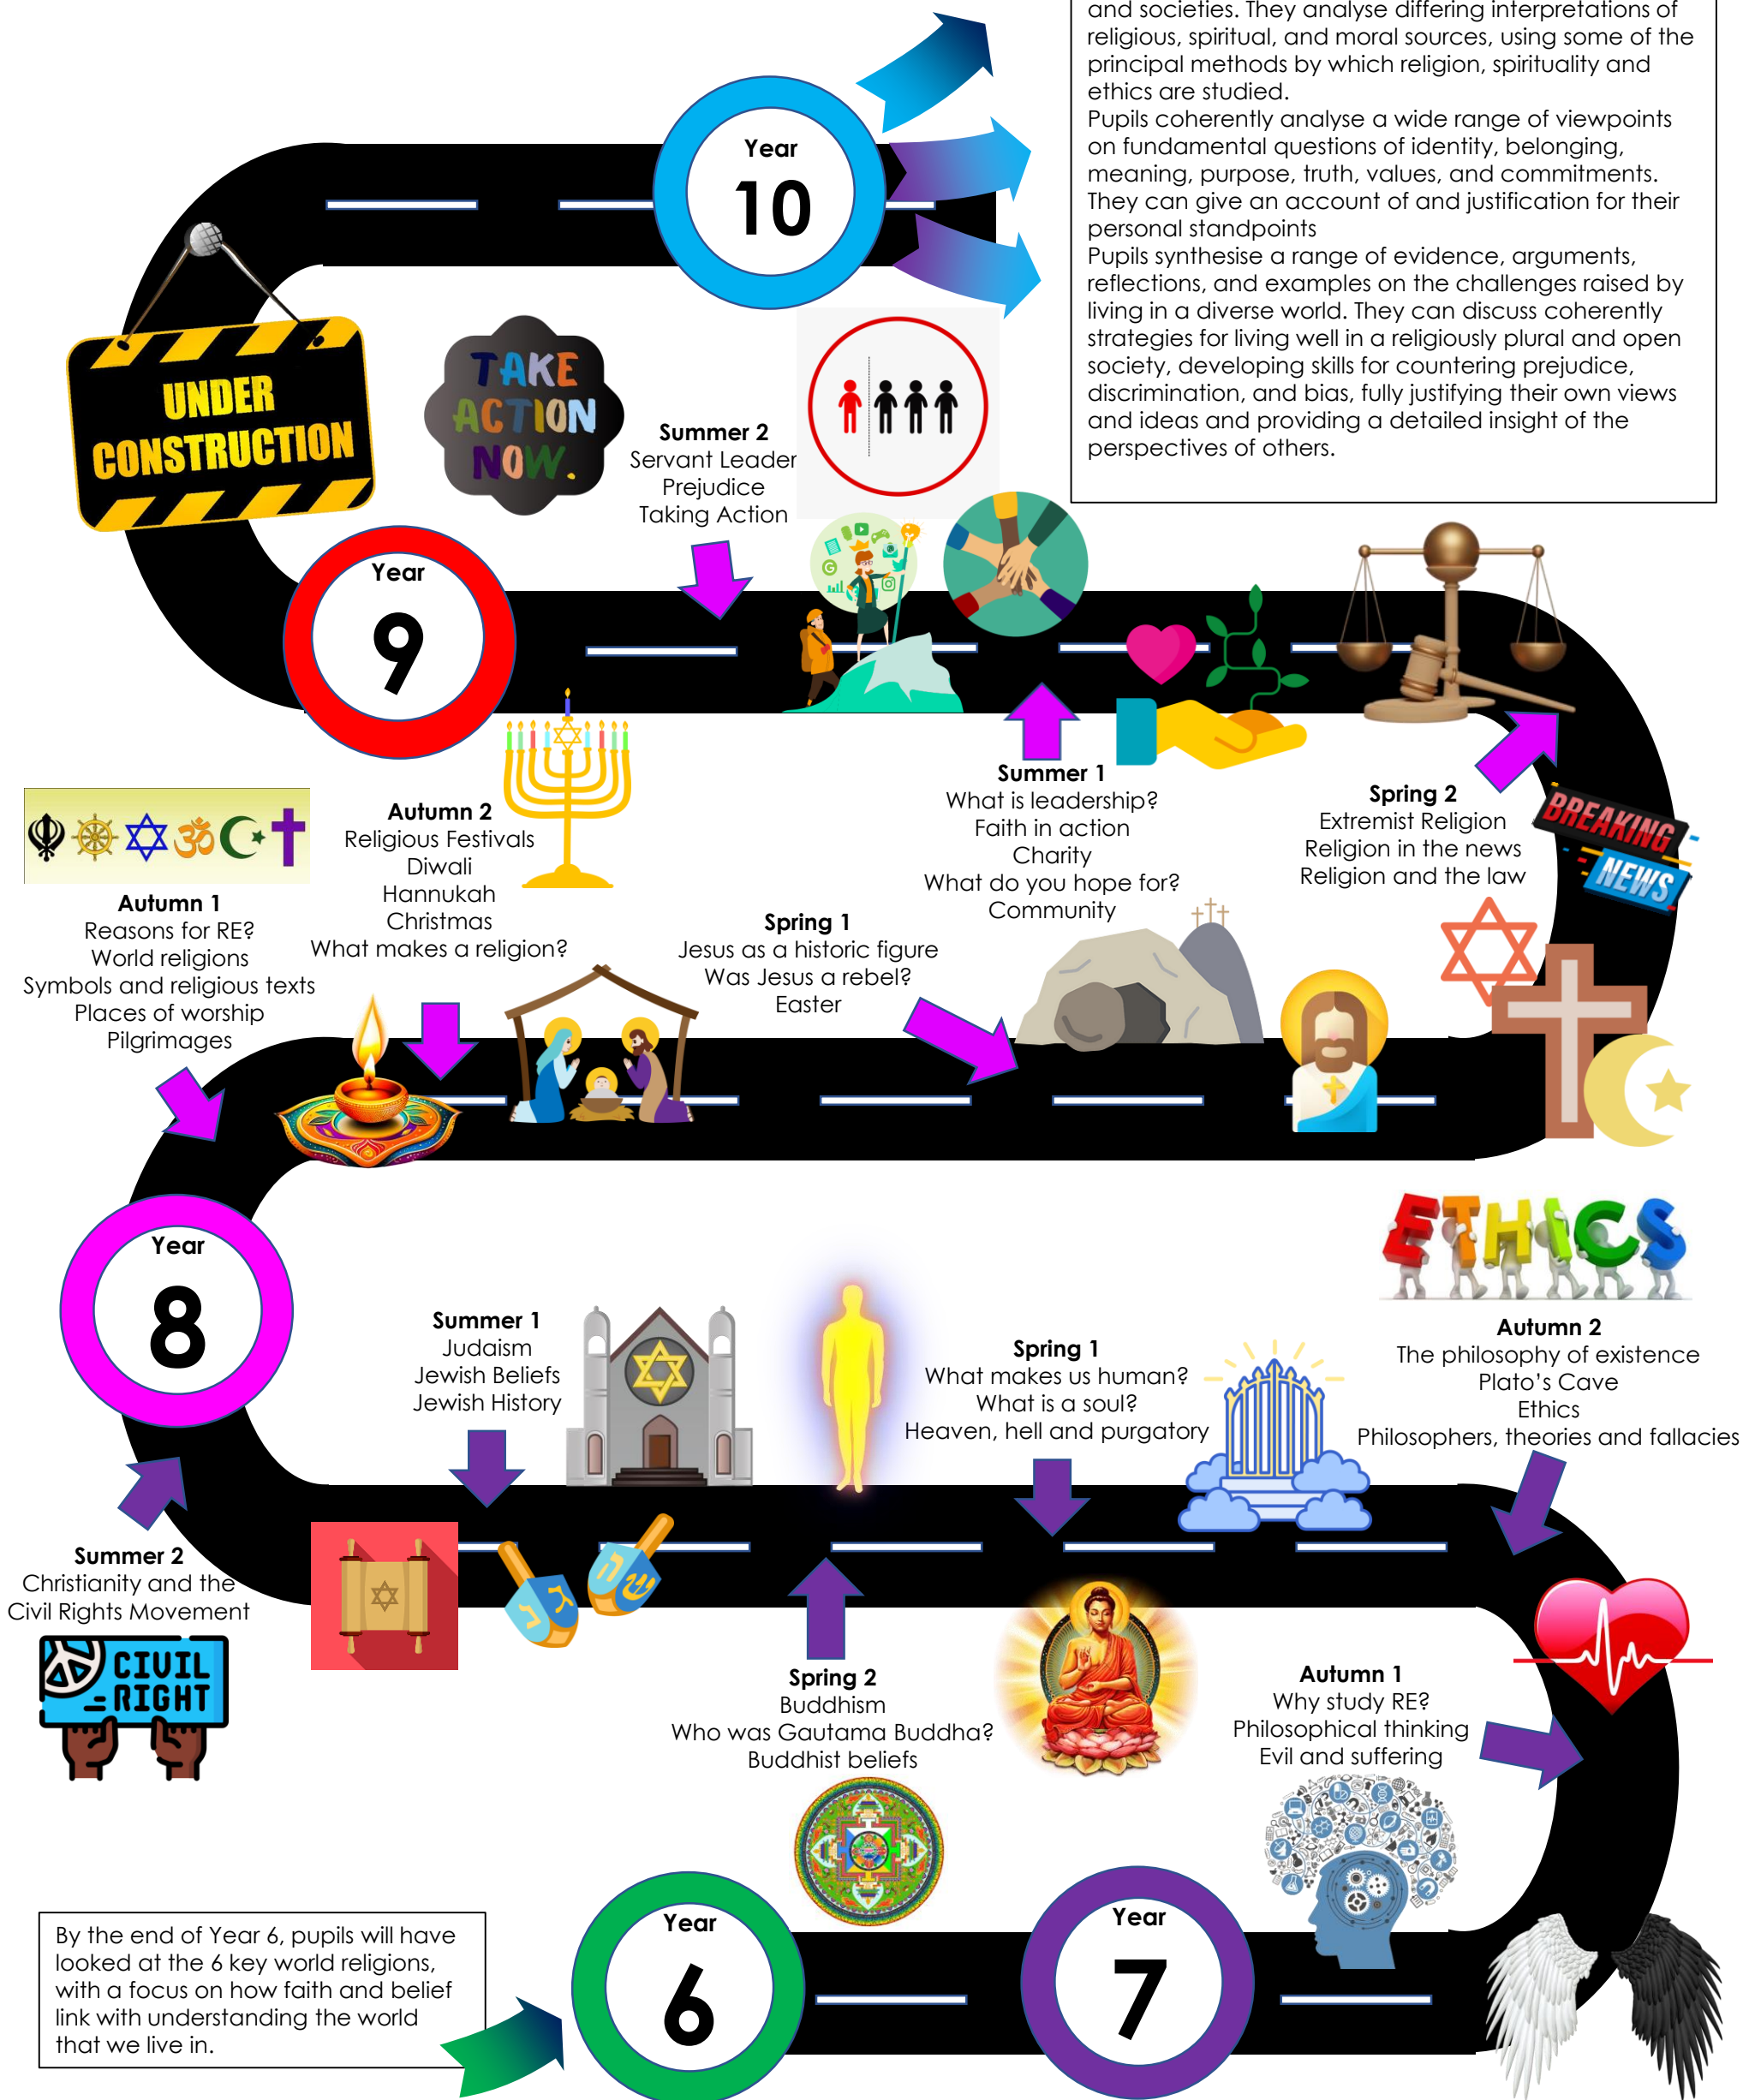 and societies. They analyse differing interpretations of
religious, spiritual, and moral sources, using some of the
principal methods by which religion, spirituality and
ethics are studied.
Pupils coherently analyse a wide range of viewpoints
on fundamental questions of identity, belonging,
meaning, purpose, truth, values, and commitments.
They can give an account of and justification for their
personal standpoints
Pupils synthesise a range of evidence, arguments,
reflections, and examples on the challenges raised by
living in a diverse world. They can discuss coherently
strategies for living well in a religiously plural and open
society, developing skills for countering prejudice,
discrimination, and bias, fully justifying their own views
and ideas and providing a detailed insight of the
perspectives of others.
Year
10
UNDER
CONSTRUCTION
TAKE
ACTION
NOW.
Summer 2
Servant Leader
Prejudice
Taking Action
Year
9
Autumn 1
Reasons for RE?
World religions
Symbols and religious texts
Places of worship
Pilgrimages
Autumn 2
Religious Festivals
Diwali
Hannukah
Christmas
What makes a religion?
Spring 1
Jesus as a historic figure
Was Jesus a rebel?
Easter
Summer 1
What is leadership?
Faith in action
Charity
What do you hope for?
Community
Spring 2
Extremist Religion
Religion in the news
Religion and the law
BREAKING
NEWS
Year
8
ETHICS
Summer 1
Judaism
Jewish Beliefs
Jewish History
Spring 1
What makes us human?
What is a soul?
Heaven, hell and purgatory
Autumn 2
The philosophy of existence
Plato’s Cave
Ethics
Philosophers, theories and fallacies
Summer 2
Christianity and the
Civil Rights Movement
CIVIL
RIGHT
ג
ה
ש
Spring 2
Buddhism
Who was Gautama Buddha?
Buddhist beliefs
Autumn 1
Why study RE?
Philosophical thinking
Evil and suffering
By the end of Year 6, pupils will have
looked at the 6 key world religions,
with a focus on how faith and belief
link with understanding the world
that we live in.
Year
6
Year
7